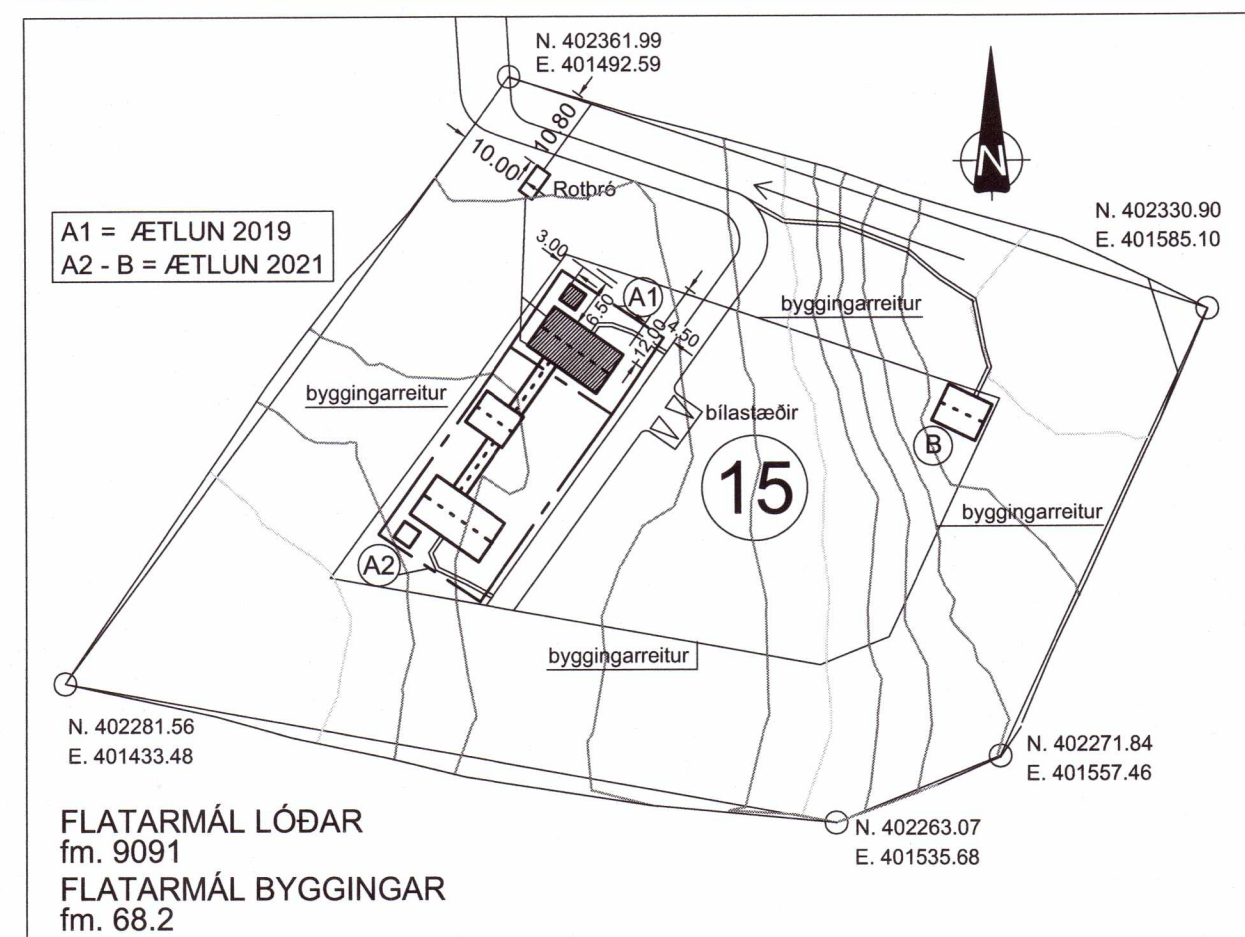 N. 402361.99
E. 401492.59
N
10.80
10.00
Rotbró
N. 402330.90
E. 401585.10
A1 = ÆTLUN 2019
A2 - B = ÆTLUN 2021
3.00
A1
6.50
12.00
4.50
byggingarreitur
byggingarreitur
bílastæðir
B
15
byggingarreitur
A2
byggingarreitur
N. 402281.56
E. 401433.48
N. 402271.84
E. 401557.46
N. 402263.07
E. 401535.68
FLATARMÁL LÓÐAR
fm. 9091
FLATARMÁL BYGGINGAR
fm. 68.2